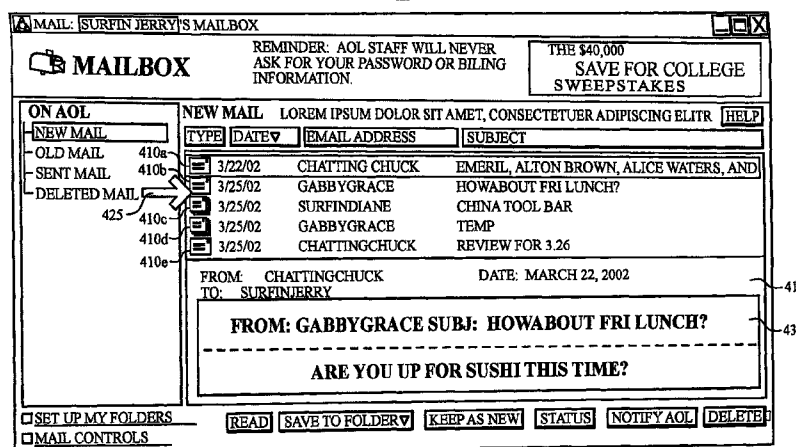 MAIL: SURFIN JERRY'S MAILBOX
MAILBOX
REMINDER: AOL STAFF WILL NEVER
ASK FOR YOUR PASSWORD OR BILING
INFORMATION.
THE $40,000
SAVE FOR COLLEGE
SWEEPSTAKES
ON AOL
NEW MAIL
OLD MAIL
SENT MAIL
DELETED MAIL
425
NEW MAIL LOREM IPSUM DOLOR SIT AMET, CONSECTETUER ADIPISCING ELITR HELP
TYPE DATE▽ EMAIL ADDRESS SUBJECT
410a 3/22/02 CHATTING CHUCK EMERIL, ALTON BROWN, ALICE WATERS, AND
410b 3/25/02 GABBYGRACE HOWABOUT FRI LUNCH?
410c 3/25/02 SURFINDIANE CHINA TOOL BAR
410d 3/25/02 GABBYGRACE TEMP
410e 3/25/02 CHATTINGCHUCK REVIEW FOR 3.26
FROM: CHATTINGCHUCK DATE: MARCH 22, 2002
TO: SURFINJERRY
FROM: GABBYGRACE SUBJ: HOWABOUT FRI LUNCH?
ARE YOU UP FOR SUSHI THIS TIME?
SET UP MY FOLDERS
MAIL CONTROLS
READ SAVE TO FOLDER▽ KEEP AS NEW STATUS NOTIFY AOL DELETE